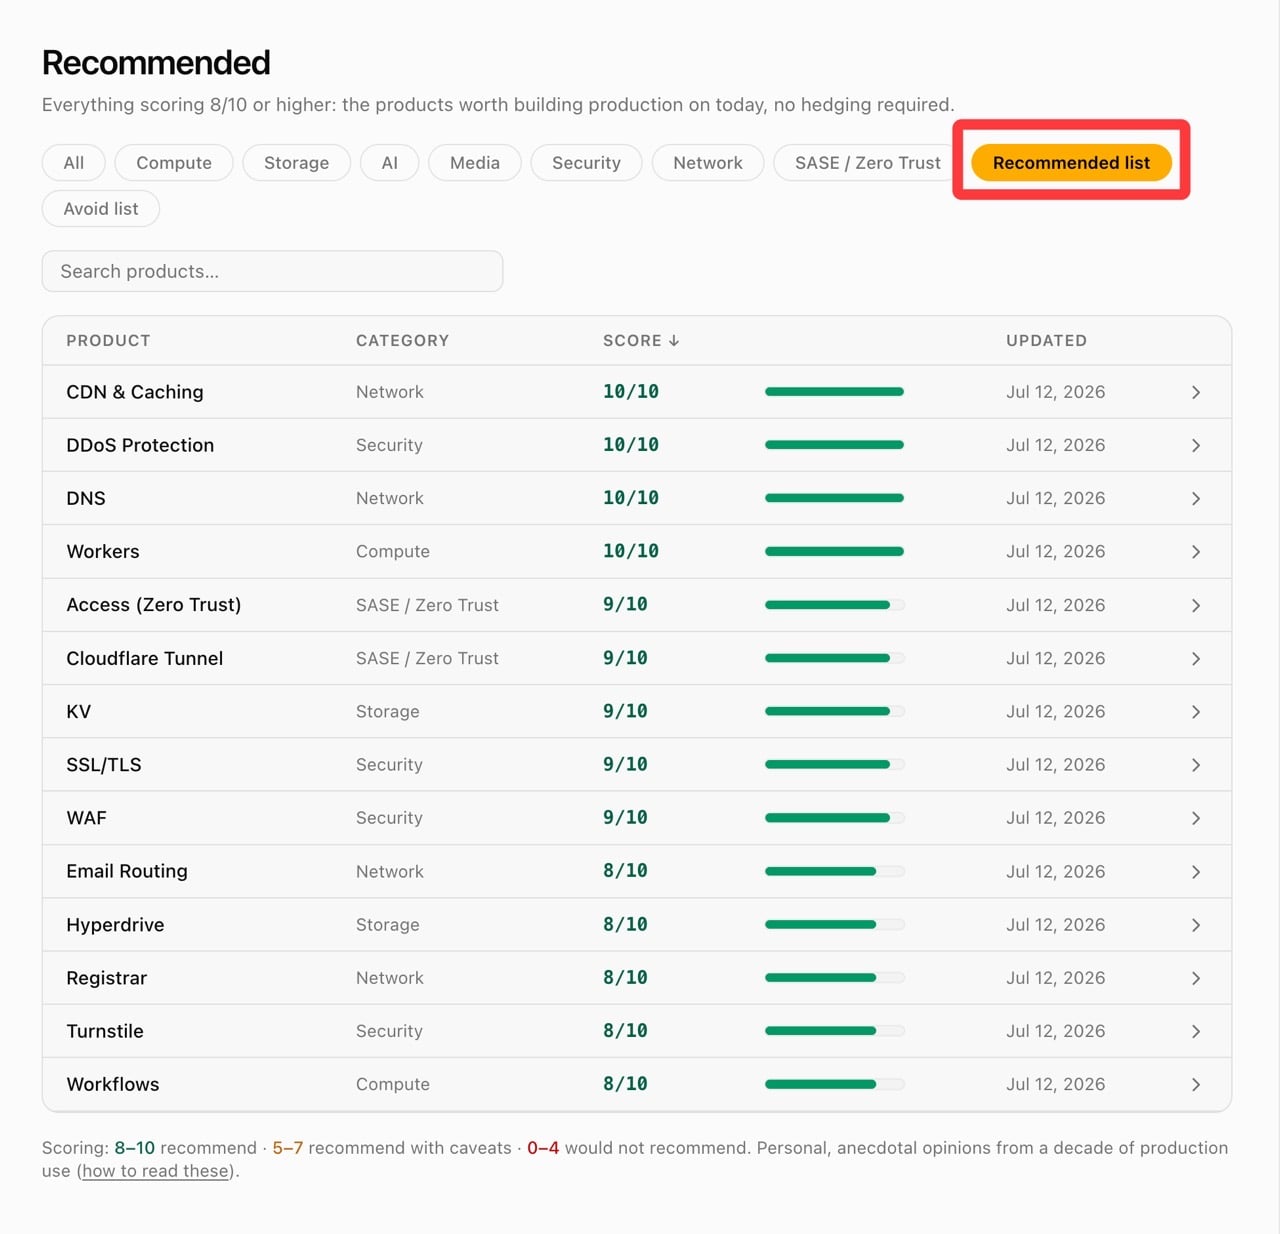 Recommended
Everything scoring 8/10 or higher: the products worth building production on today, no hedging required.
All Compute Storage AI Media Security Network SASE / Zero Trust Recommended list
Avoid list
Search products...
PRODUCT CATEGORY SCORE ↓ UPDATED
CDN & Caching Network 10/10 Jul 12, 2026
DDoS Protection Security 10/10 Jul 12, 2026
DNS Network 10/10 Jul 12, 2026
Workers Compute 10/10 Jul 12, 2026
Access (Zero Trust) SASE / Zero Trust 9/10 Jul 12, 2026
Cloudflare Tunnel SASE / Zero Trust 9/10 Jul 12, 2026
KV Storage 9/10 Jul 12, 2026
SSL/TLS Security 9/10 Jul 12, 2026
WAF Security 9/10 Jul 12, 2026
Email Routing Network 8/10 Jul 12, 2026
Hyperdrive Storage 8/10 Jul 12, 2026
Registrar Network 8/10 Jul 12, 2026
Turnstile Security 8/10 Jul 12, 2026
Workflows Compute 8/10 Jul 12, 2026
Scoring: 8–10 recommend · 5–7 recommend with caveats · 0–4 would not recommend. Personal, anecdotal opinions from a decade of production
use (how to read these).